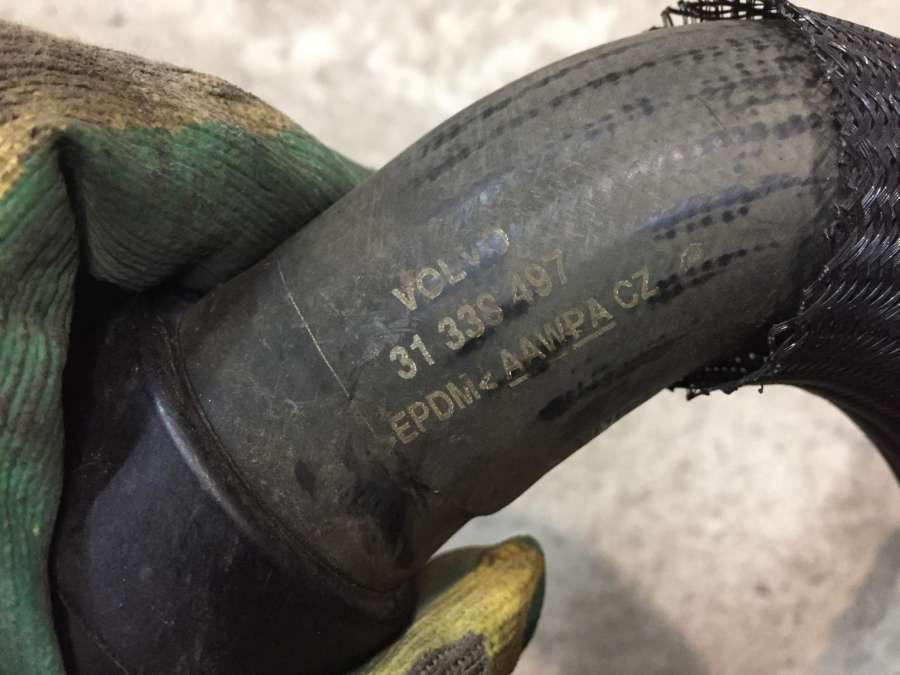 VOLVO
31 338 497
>EPDM< AAWPA CZ